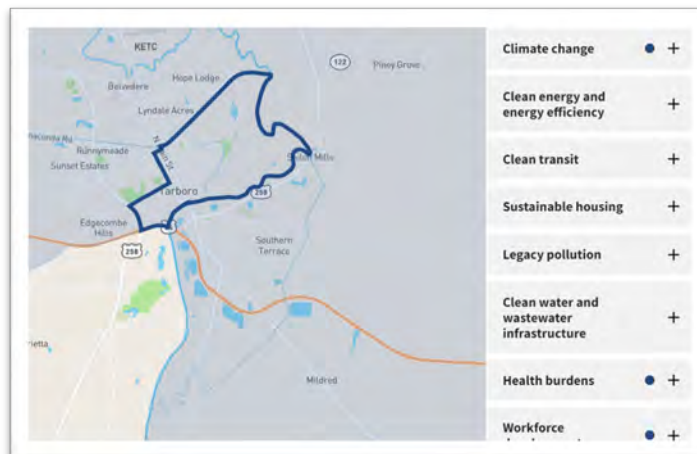 KETC
122
Piney Grove
Hope Lodge
Belvedere
Lyndale Acres
N Main St
Runnymeade
Sunset Estates
Tarboro
258
Edgecombe
Hills
258
Southern
Terrace
Mildred
Climate change
+
Clean energy and
energy efficiency
+
Clean transit
+
Sustainable housing
+
Legacy pollution
+
Clean water and
wastewater
infrastructure
+
Health burdens
+
Workforce
+